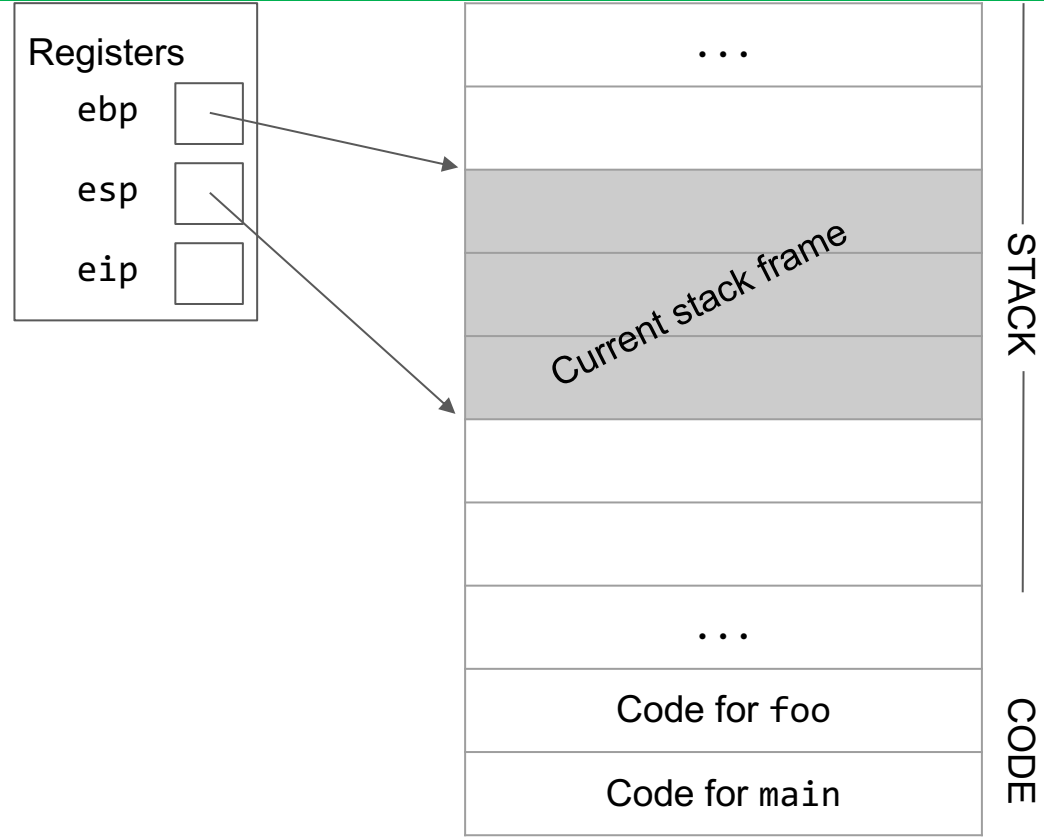 Registers
ebp
esp
eip
...
Current stack frame
...
Code for foo
Code for main
STACK
CODE